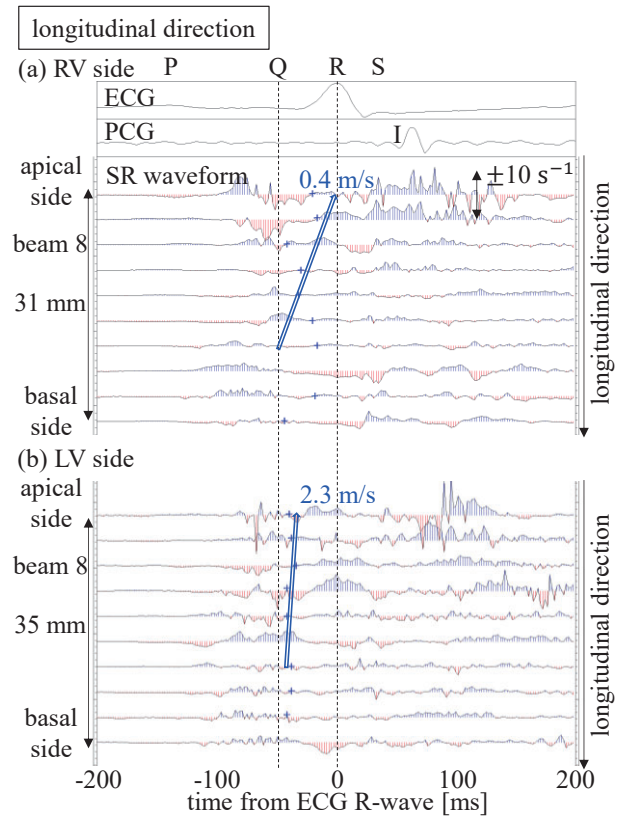 longitudinal direction
(a) RV side
P Q R S
ECG
PCG
I
apical side
SR waveform
0.4 m/s
±10 s⁻¹
beam 8
31 mm
basal side
longitudinal direction
(b) LV side
apical side
2.3 m/s
beam 8
35 mm
basal side
longitudinal direction
-200 -100 0 100 200
time from ECG R-wave [ms]